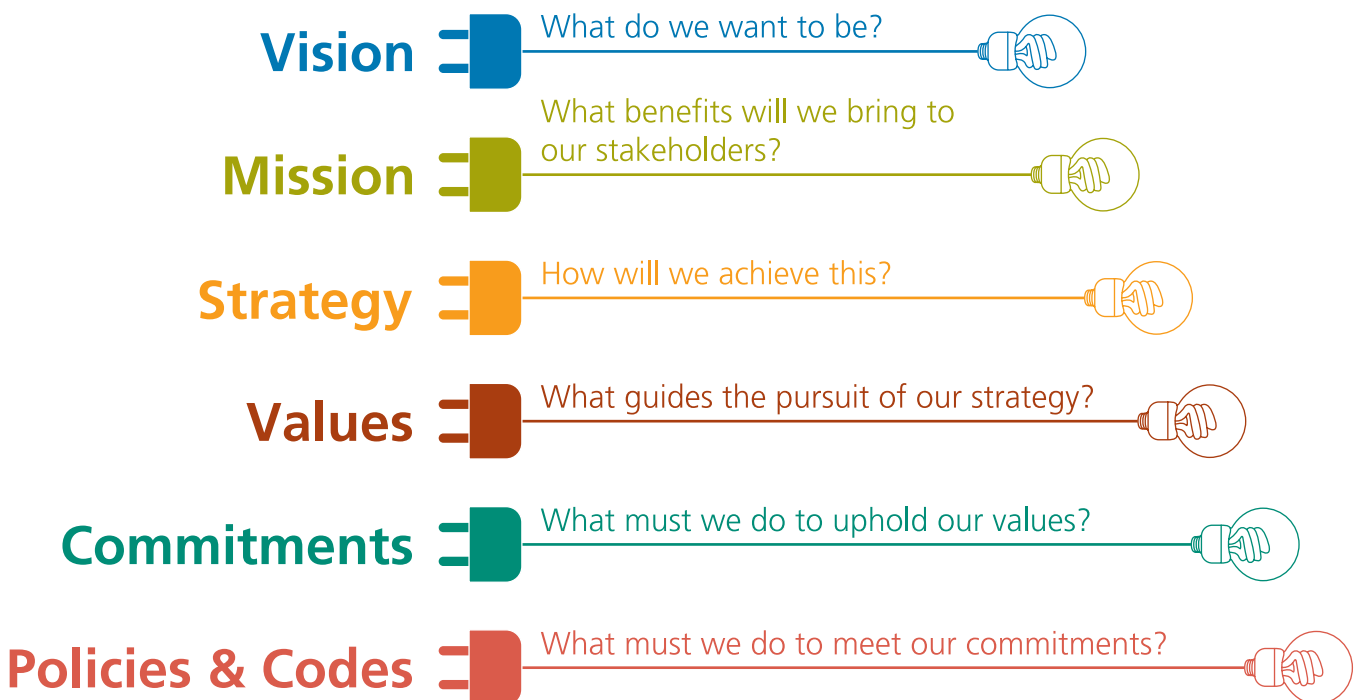 Vision
What do we want to be?
Mission
What benefits will we bring to
our stakeholders?
Strategy
How will we achieve this?
Values
What guides the pursuit of our strategy?
Commitments
What must we do to uphold our values?
Policies & Codes
What must we do to meet our commitments?